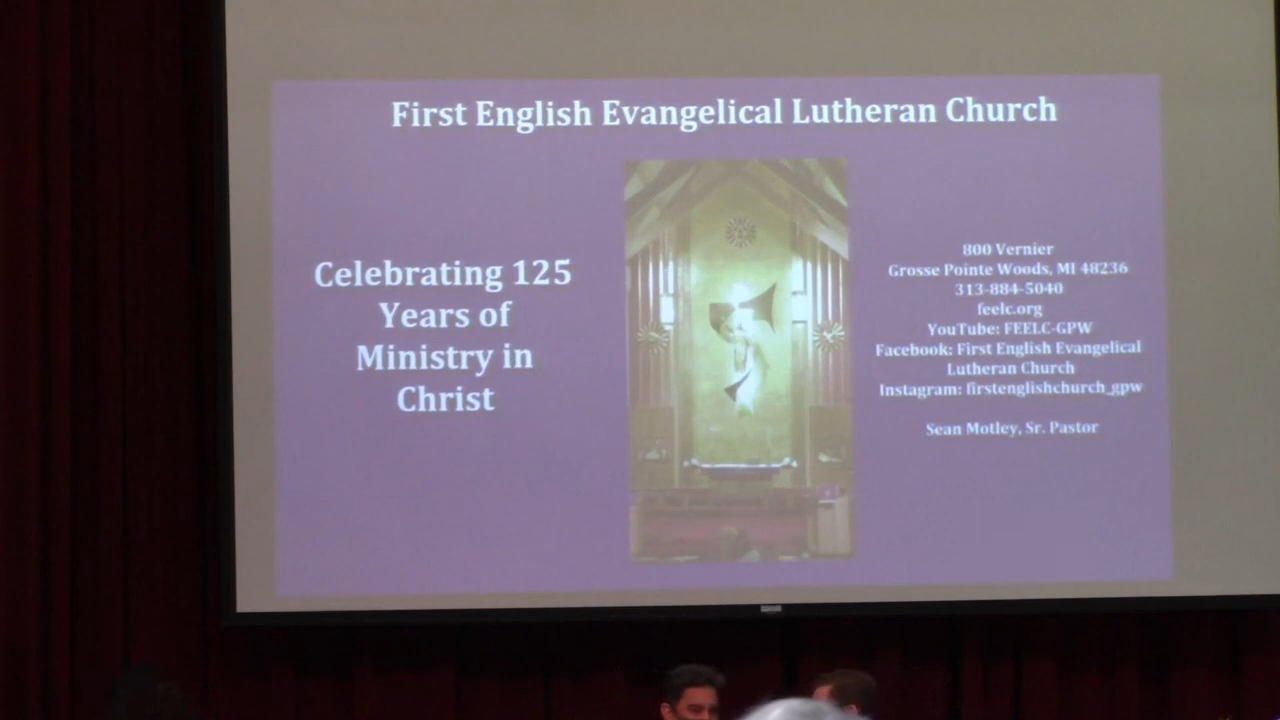 First English Evangelical Lutheran Church
Celebrating 125
Years of
Ministry in
Christ
800 Vernier
Grosse Pointe Woods, MI 48236
313-884-5040
feelc.org
YouTube: FEELC-GPW
Facebook: First English Evangelical
Lutheran Church
Instagram: firstenglishchurch_gpw
Sean Motley, Sr. Pastor